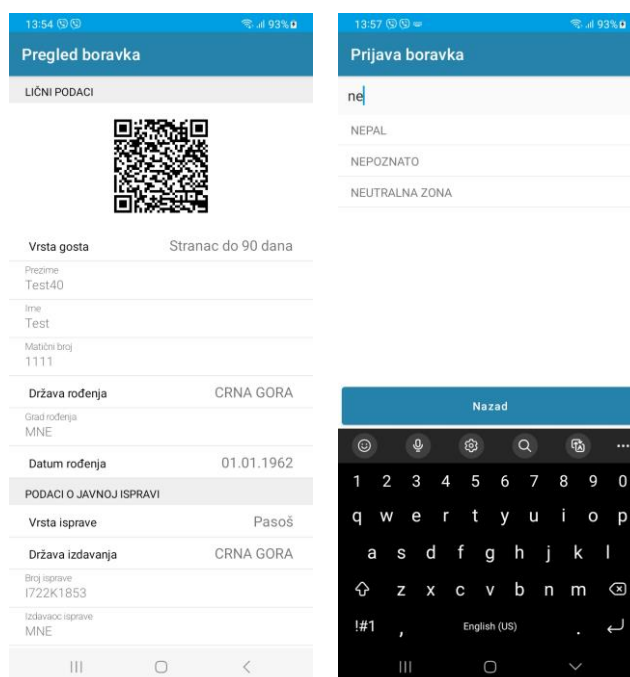 13:54 93%
Pregled boravka
LIČNI PODACI
Vrsta gosta Stranac do 90 dana
Prezime
Test40
Ime
Test
Matični broj
1111
Država rođenja CRNA GORA
Grad rođenja
MNE
Datum rođenja 01.01.1962
PODACI O JAVNOJ ISPRAVI
Vrsta isprave Pasoš
Država izdavanja CRNA GORA
Broj isprave
I722K1853
Izdavaoc isprave
MNE
13:57 93%
Prijava boravka
ne
NEPAL
NEPOZNATO
NEUTRALNA ZONA
Nazad
1 2 3 4 5 6 7 8 9 0
q w e r t y u i o p
a s d f g h j k l
z x c v b n m
!#1 , English (US) .